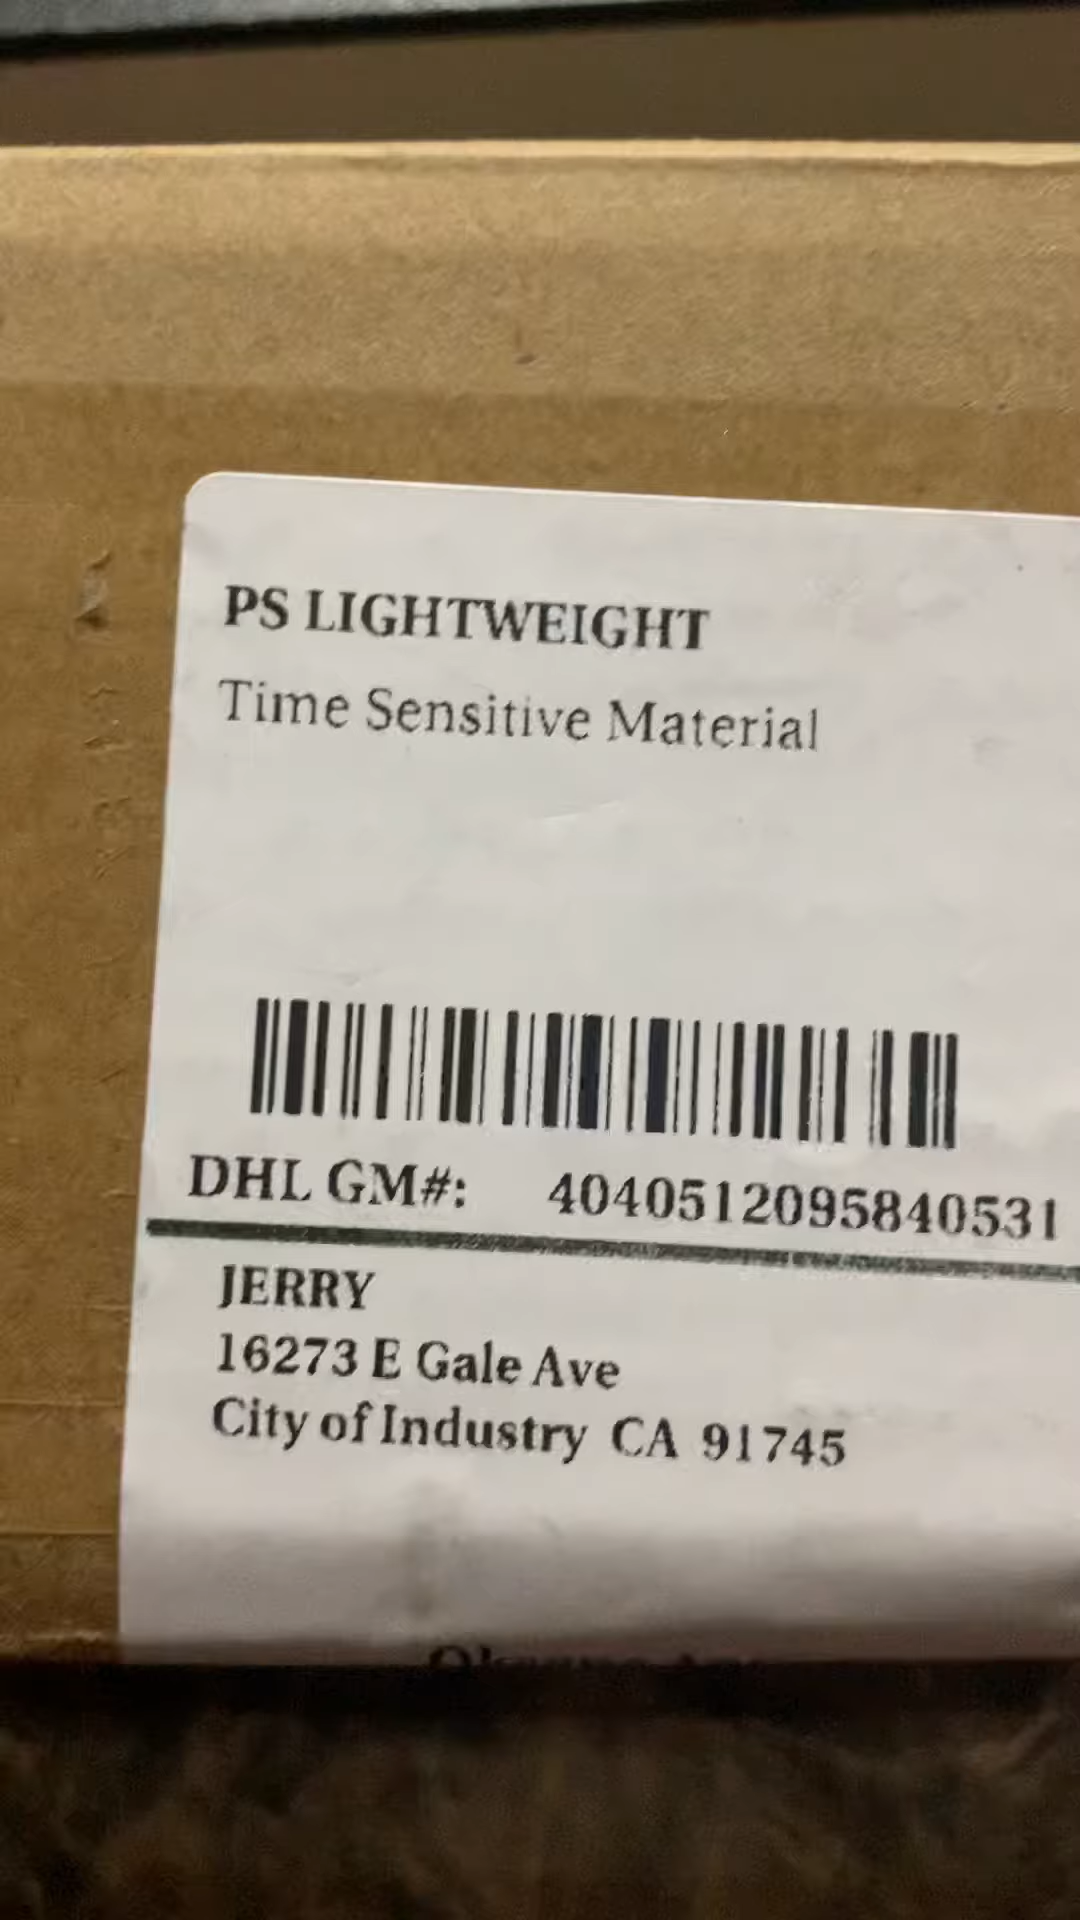 PS LIGHTWEIGHT
Time Sensitive Material
DHL GM#: 4040512095840531
JERRY
16273 E Gale Ave
City of Industry CA 91745